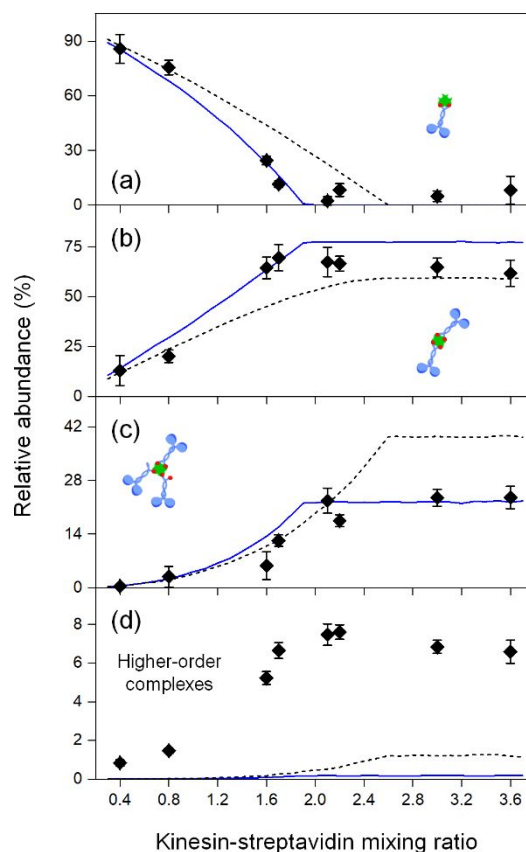 90
60
30
0
(a)
75
50
25
0
(b)
Relative abundance (%)
42
28
14
0
(c)
8
6
4
2
0
(d)
Higher-order
complexes
0.4 0.8 1.2 1.6 2.0 2.4 2.8 3.2 3.6
Kinesin-streptavidin mixing ratio